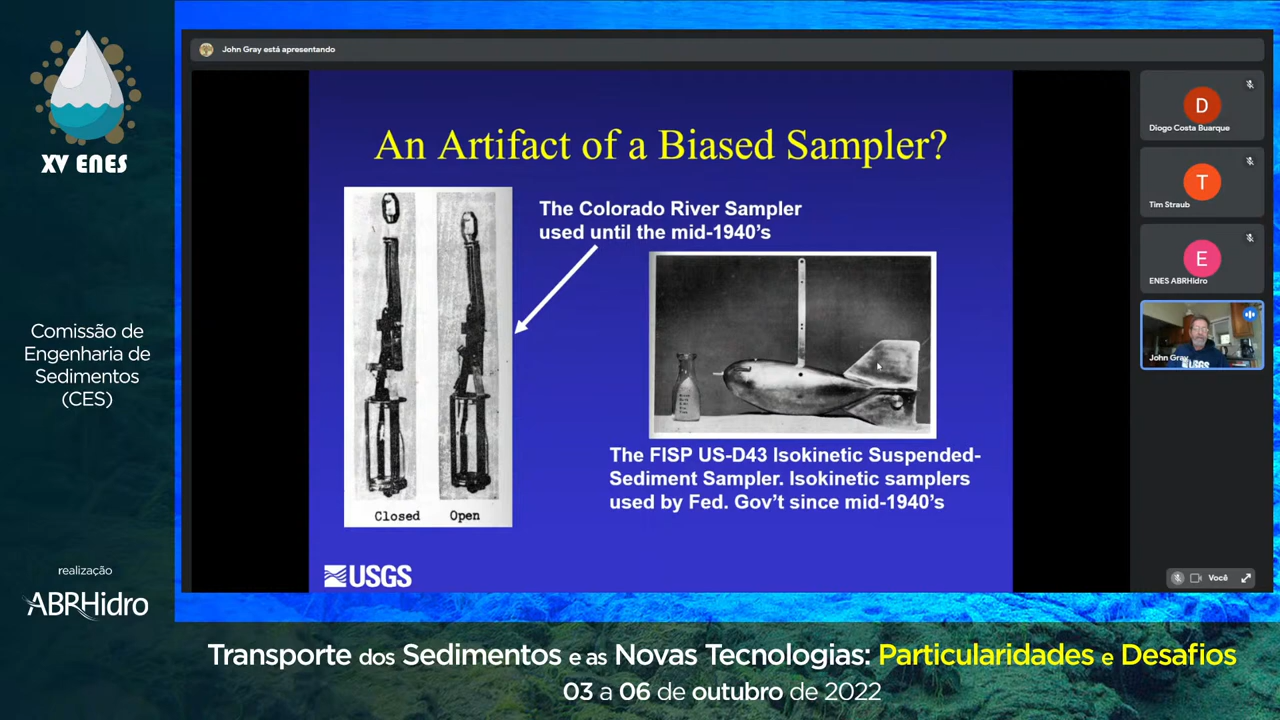 XV ENES
Comissão de
Engenharia de
Sedimentos
(CES)
realização
ABRHidro
John Gray está apresentando
An Artifact of a Biased Sampler?
The Colorado River Sampler
used until the mid-1940's
Closed Open
The FISP US-D43 Isokinetic Suspended-
Sediment Sampler. Isokinetic samplers
used by Fed. Gov't since mid-1940's
USGS
D
Diogo Costa Buarque
T
Tim Straub
E
ENES ABRHidro
John Gray
USGS
Você
Transporte dos Sedimentos e as Novas Tecnologias: Particularidades e Desafios
03 a 06 de outubro de 2022